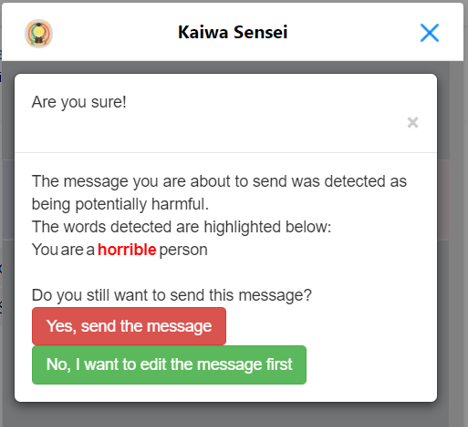 Kaiwa Sensei
Are you sure!
×
The message you are about to send was detected as
being potentially harmful.
The words detected are highlighted below:
You are a horrible person
Do you still want to send this message?
Yes, send the message
No, I want to edit the message first